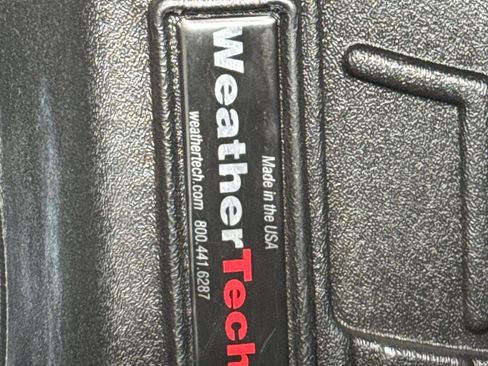 Made in the USA
WeatherTech
weathertech.com 800.441.6287